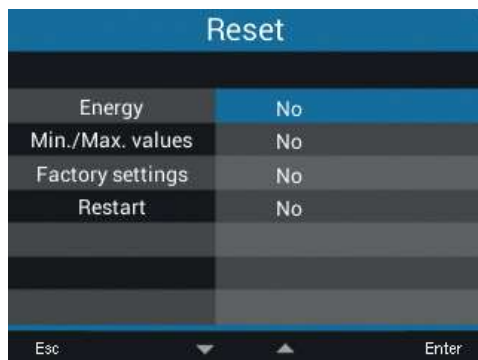 Reset
Energy No
Min./Max. values No
Factory settings No
Restart No
Esc Enter